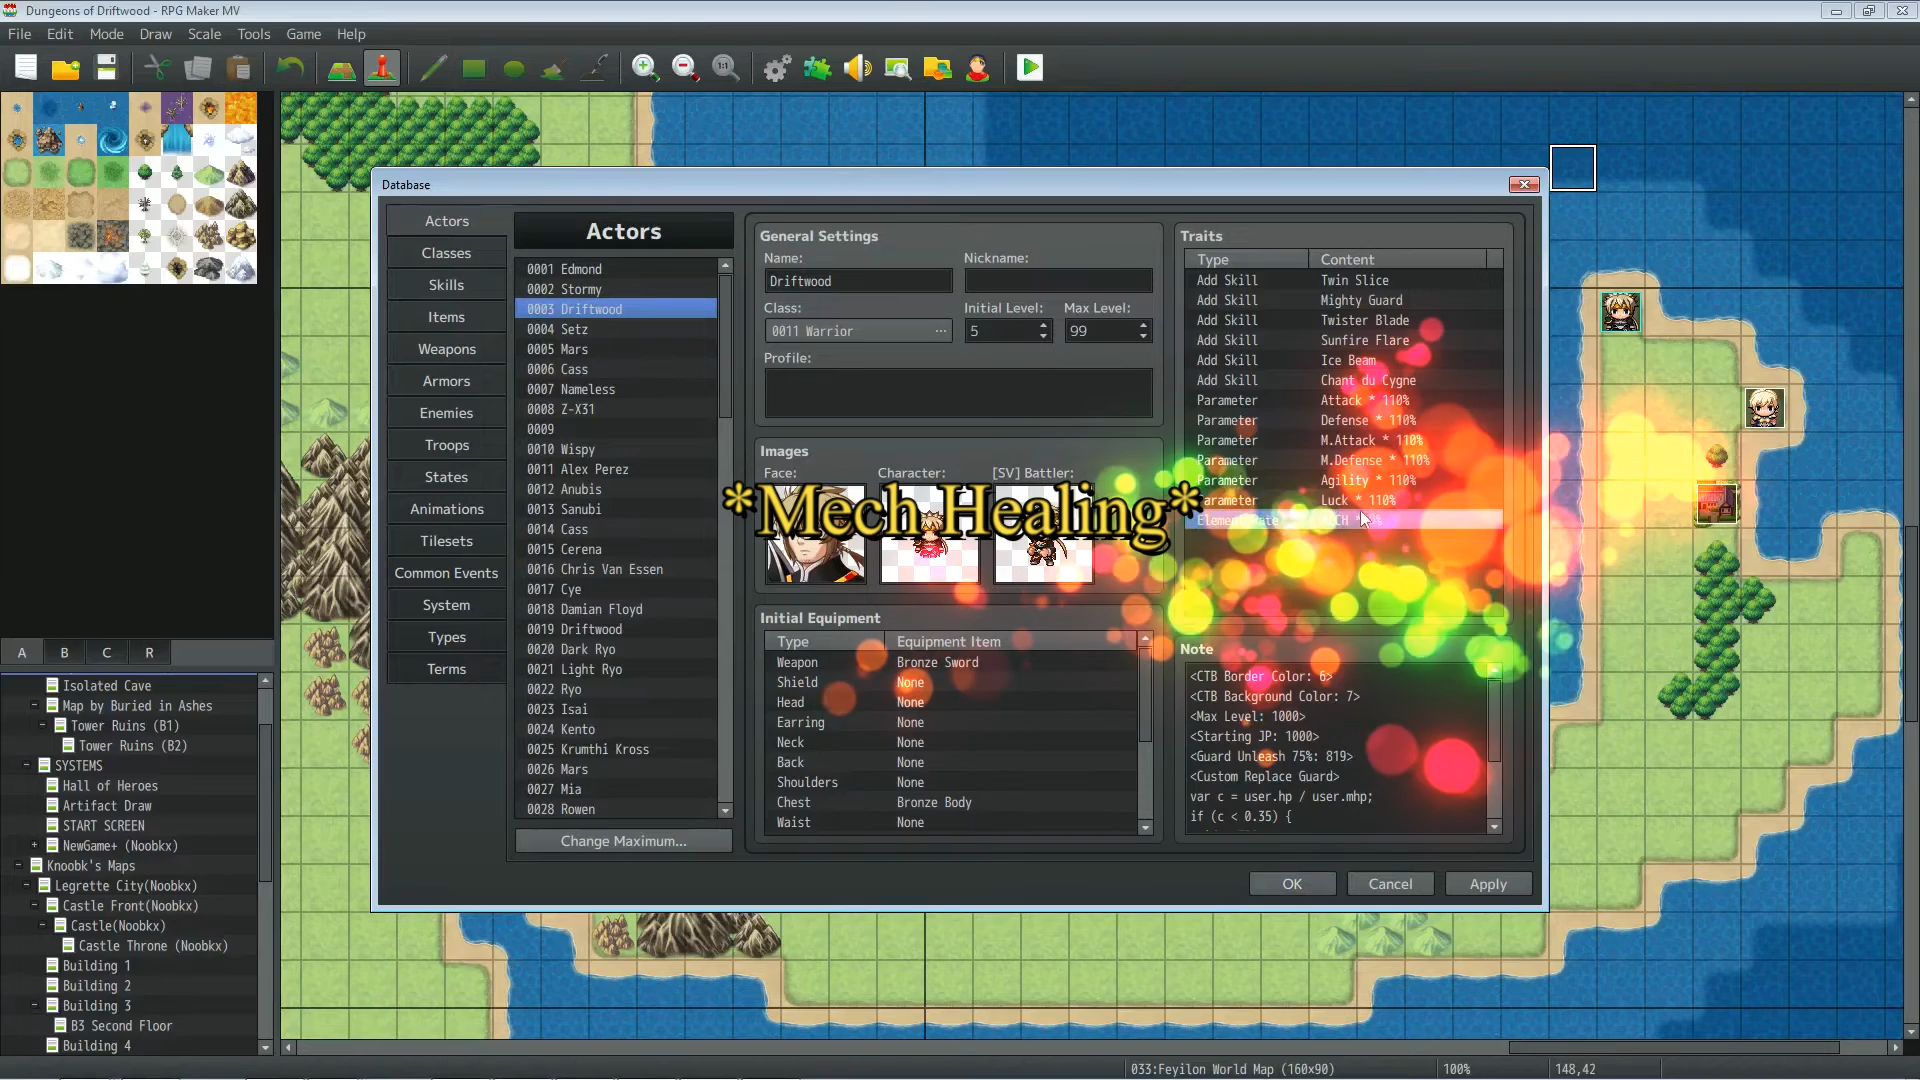 Dungeons of Driftwood - RPG Maker MV
File Edit Mode Draw Scale Tools Game Help
1:1
Database
Actors
Classes
Skills
Items
Weapons
Armors
Enemies
Troops
States
Animations
Tilesets
Common Events
System
Types
Terms
Actors
0001 Edmond
0002 Stormy
0003 Driftwood
0004 Setz
0005 Mars
0006 Cass
0007 Nameless
0008 Z-X31
0009
0010 Wispy
0011 Alex Perez
0012 Anubis
0013 Sanubi
0014 Cass
0015 Cerena
0016 Chris Van Essen
0017 Cye
0018 Damian Floyd
0019 Driftwood
0020 Dark Ryo
0021 Light Ryo
0022 Ryo
0023 Isai
0024 Kento
0025 Krumthi Kross
0026 Mars
0027 Mia
0028 Rowen
Change Maximum...
General Settings
Name: Nickname:
Driftwood
Class: Initial Level: Max Level:
0011 Warrior ... 5 99
Profile:
Images
Face: Character: [SV] Battler:
*Mech Healing*
Initial Equipment
Type Equipment Item
Weapon Bronze Sword
Shield None
Head None
Earring None
Neck None
Back None
Shoulders None
Chest Bronze Body
Waist None
Traits
Type Content
Add Skill Twin Slice
Add Skill Mighty Guard
Add Skill Twister Blade
Add Skill Sunfire Flare
Add Skill Ice Beam
Add Skill Chant du Cygne
Parameter Attack * 110%
Parameter Defense * 110%
Parameter M.Attack * 110%
Parameter M.Defense * 110%
Parameter Agility * 110%
Parameter Luck * 110%
Note
<CTB Border Color: 6>
<CTB Background Color: 7>
<Max Level: 1000>
<Starting JP: 1000>
<Guard Unleash 75%: 819>
<Custom Replace Guard>
var c = user.hp / user.mhp;
if (c < 0.35) {
OK Cancel Apply
A B C R
Isolated Cave
Map by Buried in Ashes
Tower Ruins (B1)
Tower Ruins (B2)
SYSTEMS
Hall of Heroes
Artifact Draw
START SCREEN
NewGame+ (Noobkx)
Knoobk's Maps
Legrette City(Noobkx)
Castle Front(Noobkx)
Castle(Noobkx)
Castle Throne (Noobkx)
Building 1
Building 2
Building 3
B3 Second Floor
Building 4
033:Feyilon World Map (160×90) 100% 148,42